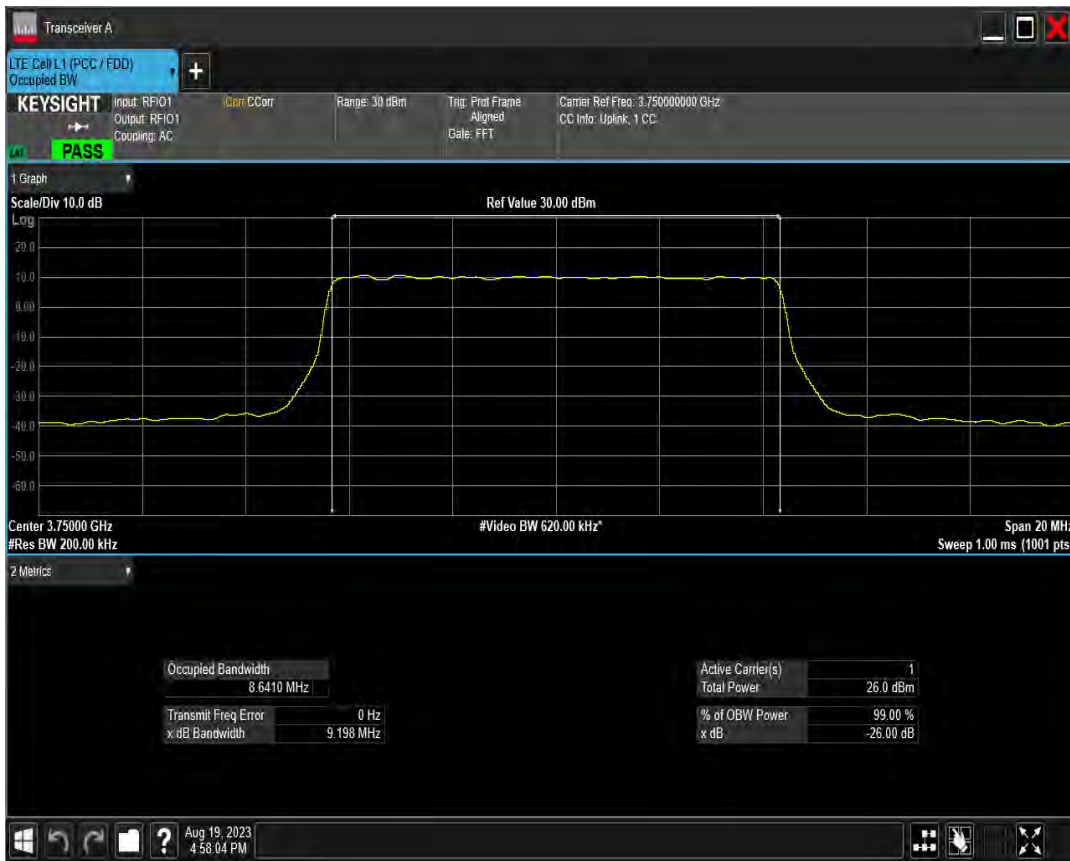 Transceiver A
LTE Cell L1 (PCC / FDD)
Occupied BW
+
KEYSIGHT
PASS
Input: RFIO1
Output: RFIO1
Coupling: AC
Corr CCorr
Range: 30 dBm
Trig: Prot Frame
Aligned
Gate: FFT
Carrier Ref Freq: 3.750000000 GHz
CC Info: Uplink, 1 CC
1 Graph
Scale/Div 10.0 dB
Ref Value 30.00 dBm
Log
20.0
10.0
0.00
-10.0
-20.0
-30.0
-40.0
-50.0
-60.0
Center 3.75000 GHz
#Video BW 620.00 kHz*
Span 20 MHz
#Res BW 200.00 kHz
Sweep 1.00 ms (1001 pts
2 Metrics
Occupied Bandwidth
8.6410 MHz
Transmit Freq Error 0 Hz
x dB Bandwidth 9.198 MHz
Active Carrier(s) 1
Total Power 26.0 dBm
% of OBW Power 99.00 %
x dB -26.00 dB
?
Aug 19, 2023
4:58:04 PM